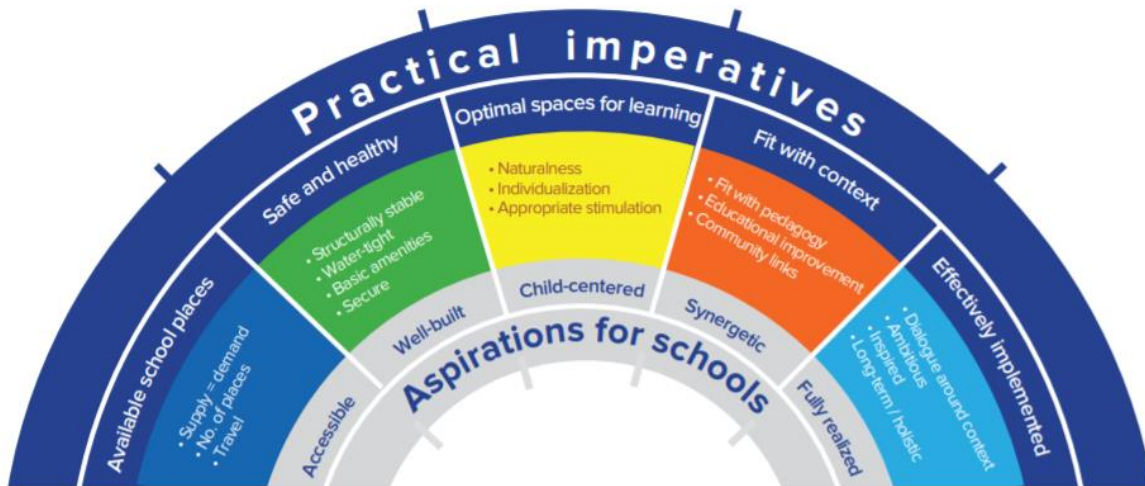 Practical imperatives
Available school places
Safe and healthy
Optimal spaces for learning
Fit with context
Effectively implemented
• Supply = demand
• No. of places
• Travel
• Structurally stable
• Water-tight
• Basic amenities
• Secure
• Naturalness
• Individualization
• Appropriate stimulation
• Fit with pedagogy
• Educational improvement
• Community links
• Dialogue around context
• Ambitious
• Inspired
• Long-term / holistic
Accessible
Well-built
Child-centered
Synergetic
Fully realized
Aspirations for schools